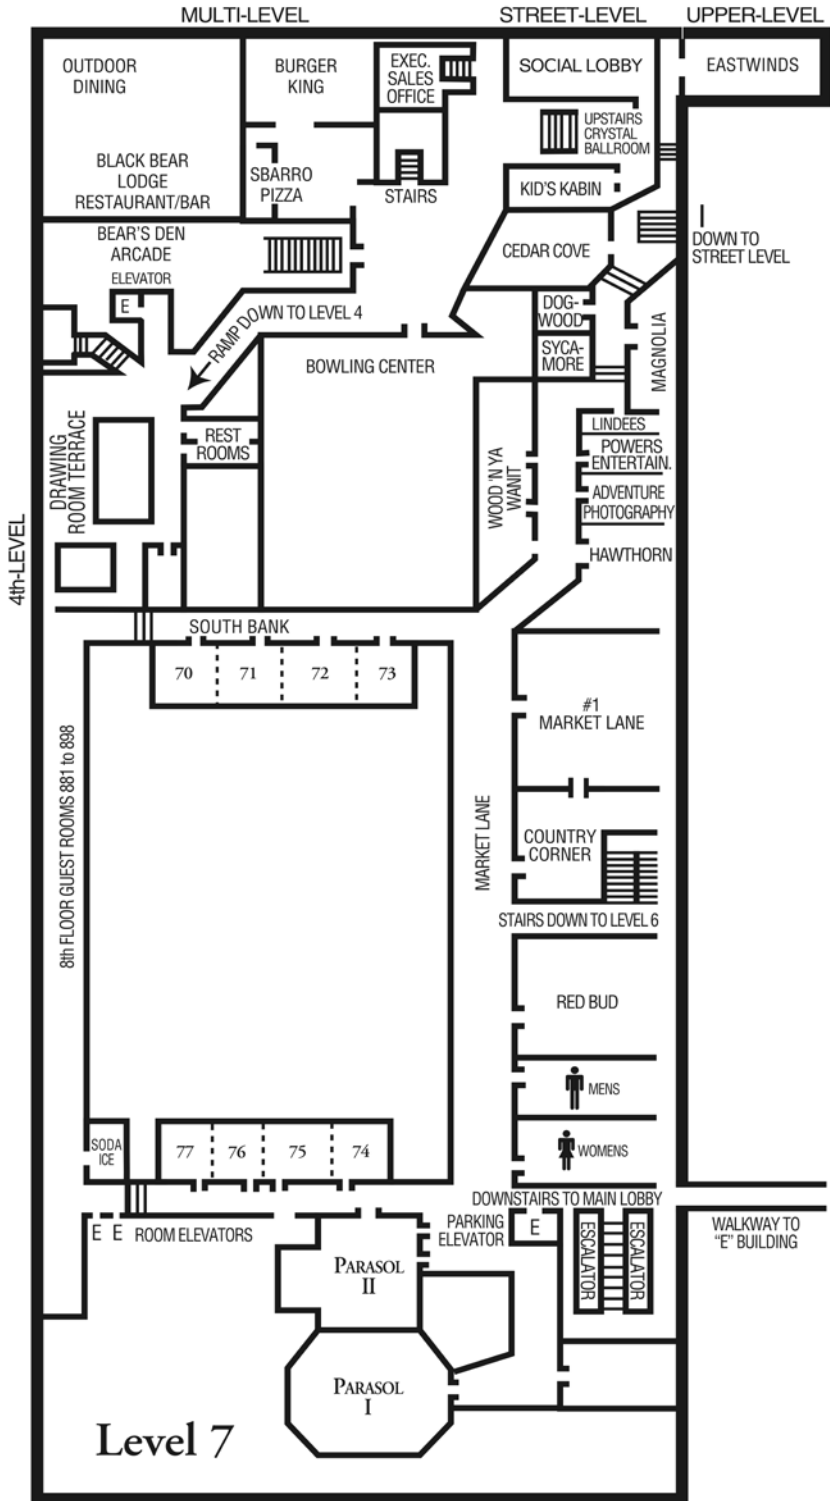 MULTI-LEVEL
STREET-LEVEL
UPPER-LEVEL
OUTDOOR
DINING
BURGER
KING
EXEC.
SALES
OFFICE
SOCIAL LOBBY
EASTWINDS
UPSTAIRS
CRYSTAL
BALLROOM
BLACK BEAR
LODGE
RESTAURANT/BAR
SBARRO
PIZZA
STAIRS
KID'S KABIN
BEAR'S DEN
ARCADE
CEDAR COVE
DOWN TO
STREET LEVEL
ELEVATOR
E
RAMP DOWN TO LEVEL 4
DOG-
WOOD
BOWLING CENTER
SYCA-
MORE
MAGNOLIA
REST
ROOMS
LINDEES
POWERS
ENTERTAIN.
ADVENTURE
PHOTOGRAPHY
WOOD 'N YA
WANIT
DRAWING
ROOM TERRACE
HAWTHORN
4th-LEVEL
SOUTH BANK
70
71
72
73
#1
MARKET LANE
8th FLOOR GUEST ROOMS 881 to 898
MARKET LANE
COUNTRY
CORNER
STAIRS DOWN TO LEVEL 6
RED BUD
MENS
SODA
ICE
77
76
75
74
WOMENS
DOWNSTAIRS TO MAIN LOBBY
E E
ROOM ELEVATORS
PARKING
ELEVATOR
E
ESCALATOR
ESCALATOR
WALKWAY TO
"E" BUILDING
PARASOL
II
PARASOL
I
Level 7